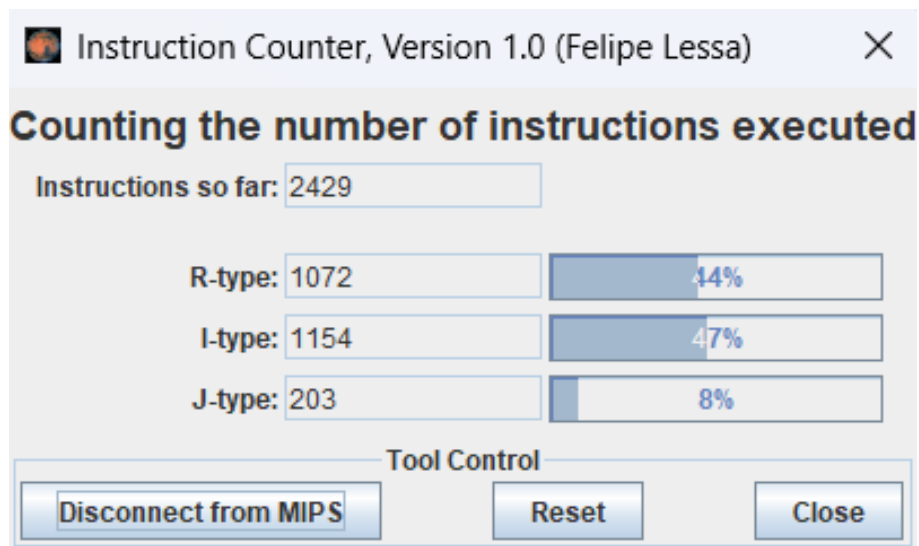 Instruction Counter, Version 1.0 (Felipe Lessa)
Counting the number of instructions executed
Instructions so far: 2429
R-type: 1072 44%
I-type: 1154 47%
J-type: 203 8%
Tool Control
Disconnect from MIPS Reset Close